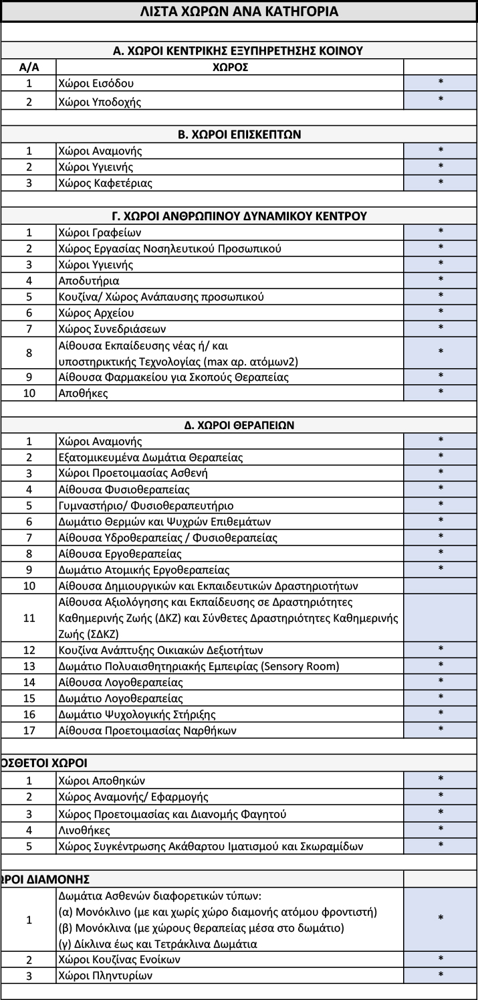 ΛΙΣΤΑ ΧΩΡΩΝ ΑΝΑ ΚΑΤΗΓΟΡΙΑ
Α. ΧΩΡΟΙ ΚΕΝΤΡΙΚΗΣ ΕΞΥΠΗΡΕΤΗΣΗΣ ΚΟΙΝΟΥ
Α/Α ΧΩΡΟΣ
1 Χώροι Εισόδου *
2 Χώροι Υποδοχής *
Β. ΧΩΡΟΙ ΕΠΙΣΚΕΠΤΩΝ
1 Χώροι Αναμονής *
2 Χώροι Υγιεινής *
3 Χώρος Καφετέριας *
Γ. ΧΩΡΟΙ ΑΝΘΡΩΠΙΝΟΥ ΔΥΝΑΜΙΚΟΥ ΚΕΝΤΡΟΥ
1 Χώροι Γραφείων *
2 Χώρος Εργασίας Νοσηλευτικού Προσωπικού *
3 Χώροι Υγιεινής *
4 Αποδυτήρια *
5 Κουζίνα/ Χώρος Ανάπαυσης προσωπικού *
6 Χώρος Αρχείου *
7 Χώρος Συνεδριάσεων *
8 Αίθουσα Εκπαίδευσης νέας ή/ και
υποστηρικτικής Τεχνολογίας (max αρ. ατόμων2) *
9 Αίθουσα Φαρμακείου για Σκοπούς Θεραπείας *
10 Αποθήκες *
Δ. ΧΩΡΟΙ ΘΕΡΑΠΕΙΩΝ
1 Χώροι Αναμονής *
2 Εξατομικευμένα Δωμάτια Θεραπείας *
3 Χώροι Προετοιμασίας Ασθενή *
4 Αίθουσα Φυσιοθεραπείας *
5 Γυμναστήριο/ Φυσιοθεραπευτήριο *
6 Δωμάτιο Θερμών και Ψυχρών Επιθεμάτων *
7 Αίθουσα Υδροθεραπείας / Φυσιοθεραπείας *
8 Αίθουσα Εργοθεραπείας *
9 Δωμάτιο Ατομικής Εργοθεραπείας *
10 Αίθουσα Δημιουργικών και Εκπαιδευτικών Δραστηριοτήτων
11 Αίθουσα Αξιολόγησης και Εκπαίδευσης σε Δραστηριότητες
Καθημερινής Ζωής (ΔΚΖ) και Σύνθετες Δραστηριότητες Καθημερινής
Ζωής (ΣΔΚΖ)
12 Κουζίνα Ανάπτυξης Οικιακών Δεξιοτήτων *
13 Δωμάτιο Πολυαισθητηριακής Εμπειρίας (Sensory Room) *
14 Αίθουσα Λογοθεραπείας *
15 Δωμάτιο Λογοθεραπείας *
16 Δωμάτιο Ψυχολογικής Στήριξης *
17 Αίθουσα Προετοιμασίας Ναρθήκων *
ΟΣΘΕΤΟΙ ΧΩΡΟΙ
1 Χώροι Αποθηκών *
2 Χώρος Αναμονής/ Εφαρμογής *
3 Χώρος Προετοιμασίας και Διανομής Φαγητού *
4 Λινοθήκες *
5 Χώρος Συγκέντρωσης Ακάθαρτου Ιματισμού και Σκωραμίδων *
ΩΡΟΙ ΔΙΑΜΟΝΗΣ
1 Δωμάτια Ασθενών διαφορετικών τύπων:
(α) Μονόκλινο (με και χωρίς χώρο διαμονής ατόμου φροντιστή)
(β) Μονόκλινα (με χώρους θεραπείας μέσα στο δωμάτιο)
(γ) Δίκλινα έως και Τετράκλινα Δωμάτια *
2 Χώροι Κουζίνας Ενοίκων *
3 Χώροι Πληντυρίων *